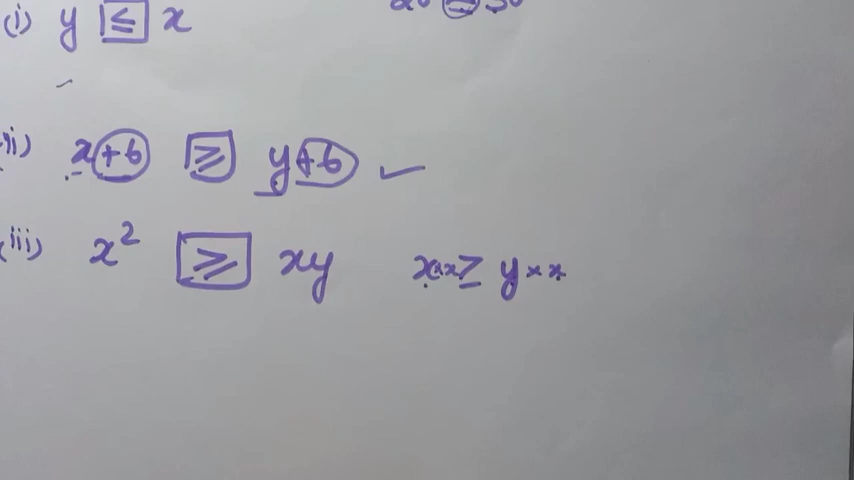 (i) y ≤ x
ii) x+6 ≥ y+6 ✓
(iii) x² ≥ xy x×x ≥ y××